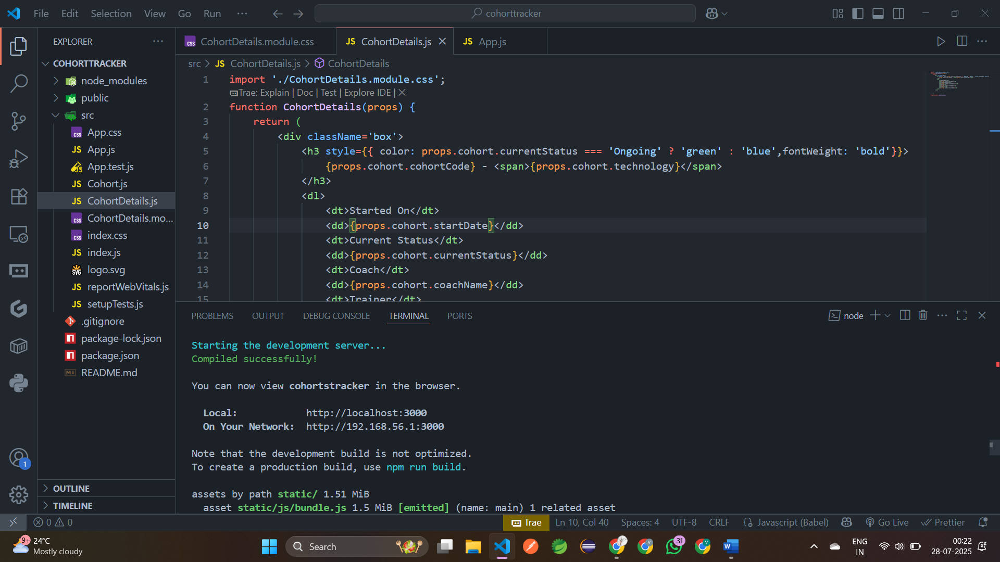 File Edit Selection View Go Run ··· cohorttracker
EXPLORER ···
COHORTTRACKER
node_modules
public
src
App.css
App.js
App.test.js
Cohort.js
CohortDetails.js
CohortDetails.mo...
index.css
index.js
logo.svg
reportWebVitals.js
setupTests.js
.gitignore
package-lock.json
package.json
README.md
OUTLINE
TIMELINE
CohortDetails.module.css JS CohortDetails.js JS App.js
src > JS CohortDetails.js > CohortDetails
1 import './CohortDetails.module.css';
Trae: Explain | Doc | Test | Explore IDE | X
2 function CohortDetails(props) {
3 return (
4 <div className='box'>
5 <h3 style={{ color: props.cohort.currentStatus === 'Ongoing' ? 'green' : 'blue',fontWeight: 'bold'}}>
6 {props.cohort.cohortCode} - <span>{props.cohort.technology}</span>
7 </h3>
8 <dl>
9 <dt>Started On</dt>
10 <dd>{props.cohort.startDate}</dd>
11 <dt>Current Status</dt>
12 <dd>{props.cohort.currentStatus}</dd>
13 <dt>Coach</dt>
14 <dd>{props.cohort.coachName}</dd>
15 <dt>Trainer</dt>
PROBLEMS OUTPUT DEBUG CONSOLE TERMINAL PORTS node
Starting the development server...
Compiled successfully!
You can now view cohortstracker in the browser.
Local: http://localhost:3000
On Your Network: http://192.168.56.1:3000
Note that the development build is not optimized.
To create a production build, use npm run build.
assets by path static/ 1.51 MiB
asset static/js/bundle.js 1.5 MiB [emitted] (name: main) 1 related asset
1
0 0 Trae Ln 10, Col 40 Spaces: 4 UTF-8 CRLF {} Javascript (Babel) Go Live Prettier
9+ 24°C
Mostly cloudy
Search
31
ENG
IN
00:22
28-07-2025